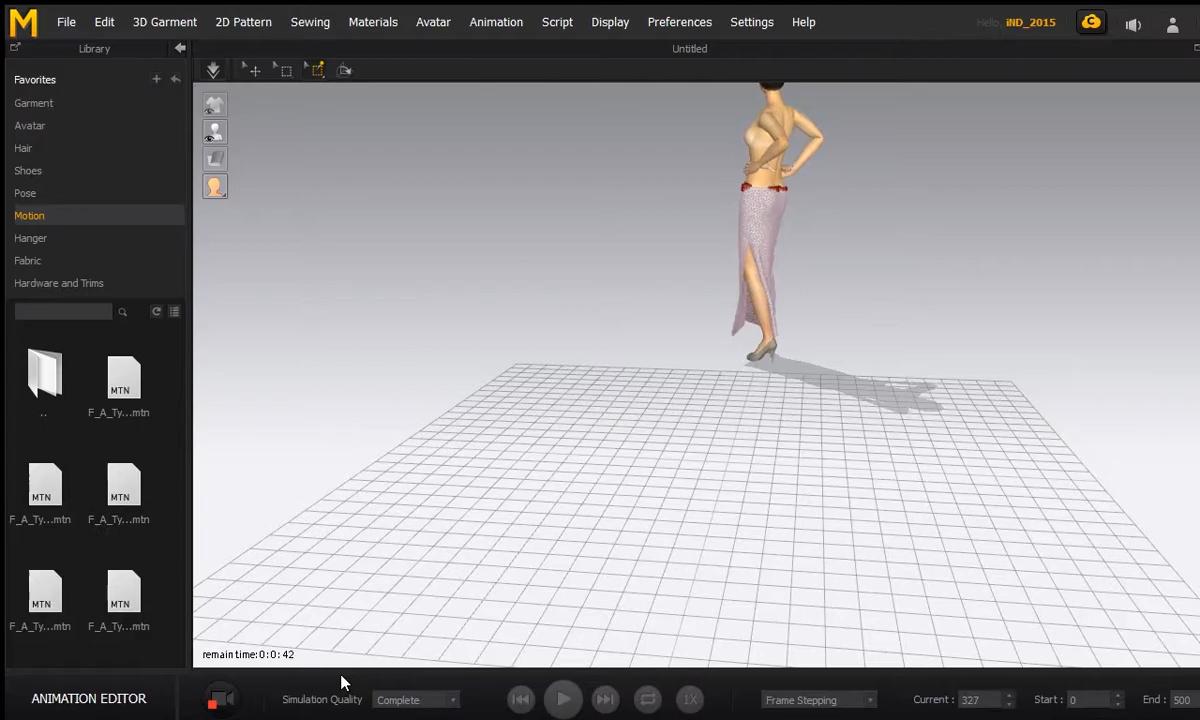 M File Edit 3D Garment 2D Pattern Sewing Materials Avatar Animation Script Display Preferences Settings Help Hello, iND_2015
Library
Untitled
Favorites
Garment
Avatar
Hair
Shoes
Pose
Motion
Hanger
Fabric
Hardware and Trims
MTN
.. F_A_Ty...mtn
MTN MTN
F_A_Ty...mtn F_A_Ty...mtn
MTN MTN
F_A_Ty...mtn F_A_Ty...mtn
remain time:0:0:42
ANIMATION EDITOR Simulation Quality Complete 1X Frame Stepping Current : 327 Start : 0 End : 500